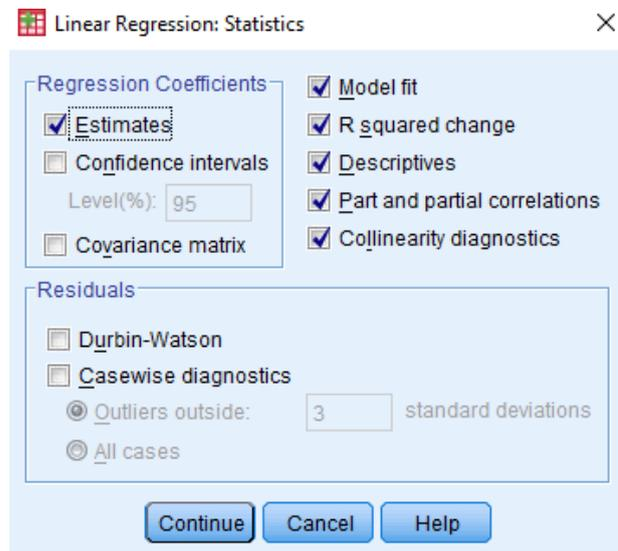 Linear Regression: Statistics
Regression Coefficients
Estimates
Confidence intervals
Level(%): 95
Covariance matrix
Model fit
R squared change
Descriptives
Part and partial correlations
Collinearity diagnostics
Residuals
Durbin-Watson
Casewise diagnostics
Outliers outside: 3 standard deviations
All cases
Continue Cancel Help